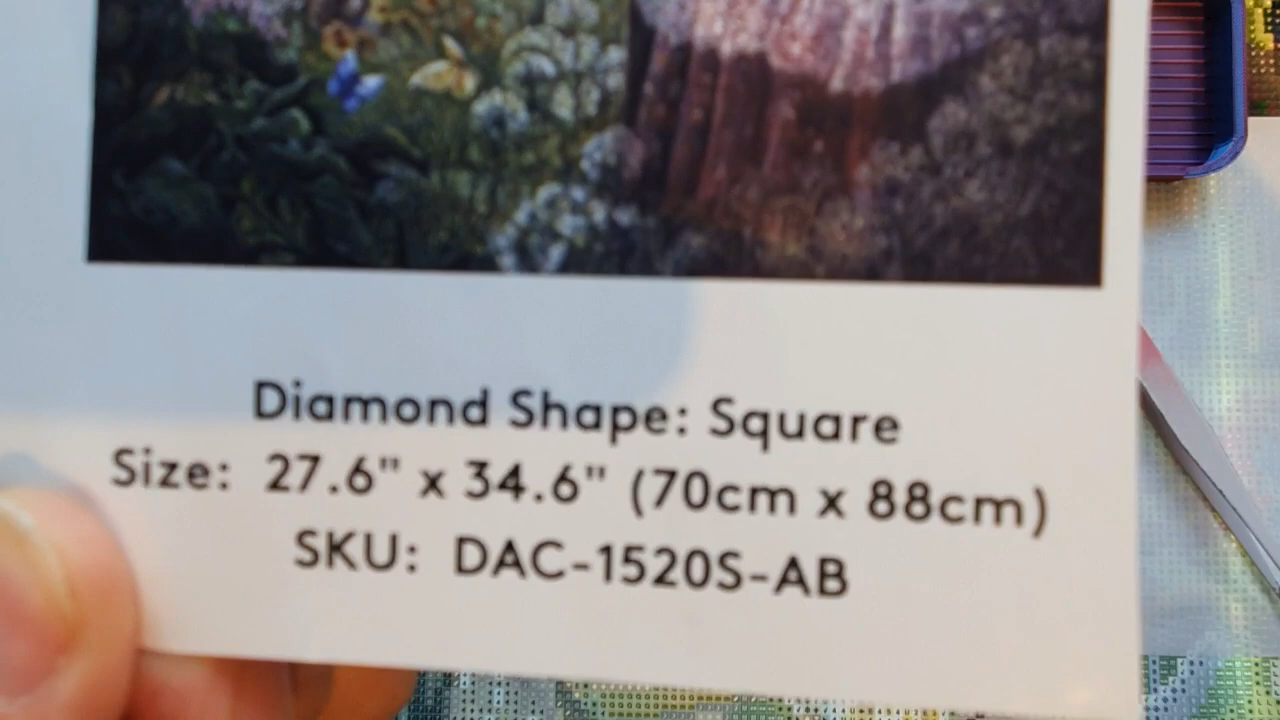 Diamond Shape: Square
Size: 27.6" x 34.6" (70cm x 88cm)
SKU: DAC-1520S-AB